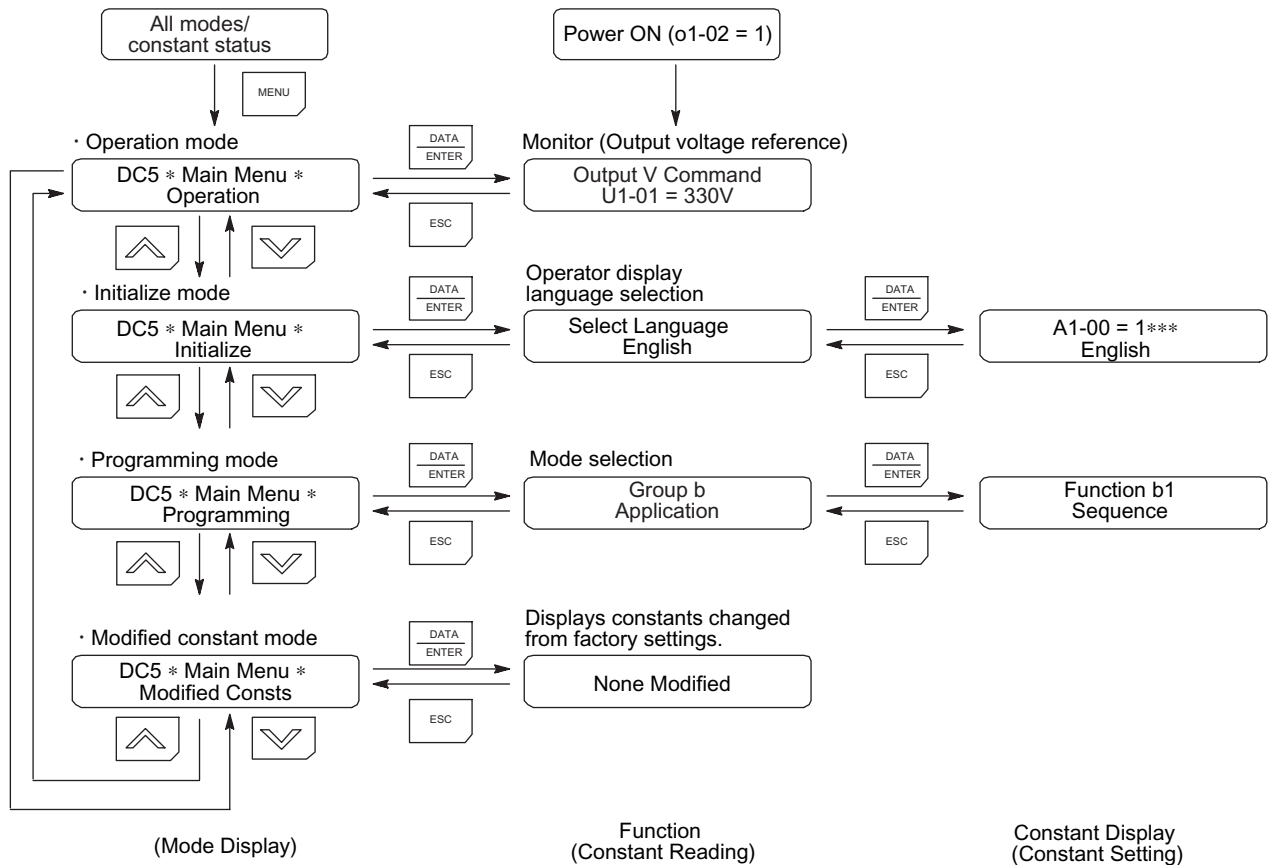 All modes/
constant status
Power ON (o1-02 = 1)
MENU
· Operation mode
DATA
ENTER
Monitor (Output voltage reference)
DC5 * Main Menu *
Operation
Output V Command
U1-01 = 330V
ESC
· Initialize mode
DATA
ENTER
Operator display
language selection
DATA
ENTER
DC5 * Main Menu *
Initialize
Select Language
English
A1-00 = 1***
English
ESC
ESC
· Programming mode
DATA
ENTER
Mode selection
DATA
ENTER
DC5 * Main Menu *
Programming
Group b
Application
Function b1
Sequence
ESC
ESC
· Modified constant mode
DATA
ENTER
Displays constants changed
from factory settings.
DC5 * Main Menu *
Modified Consts
None Modified
ESC
(Mode Display)
Function
(Constant Reading)
Constant Display
(Constant Setting)